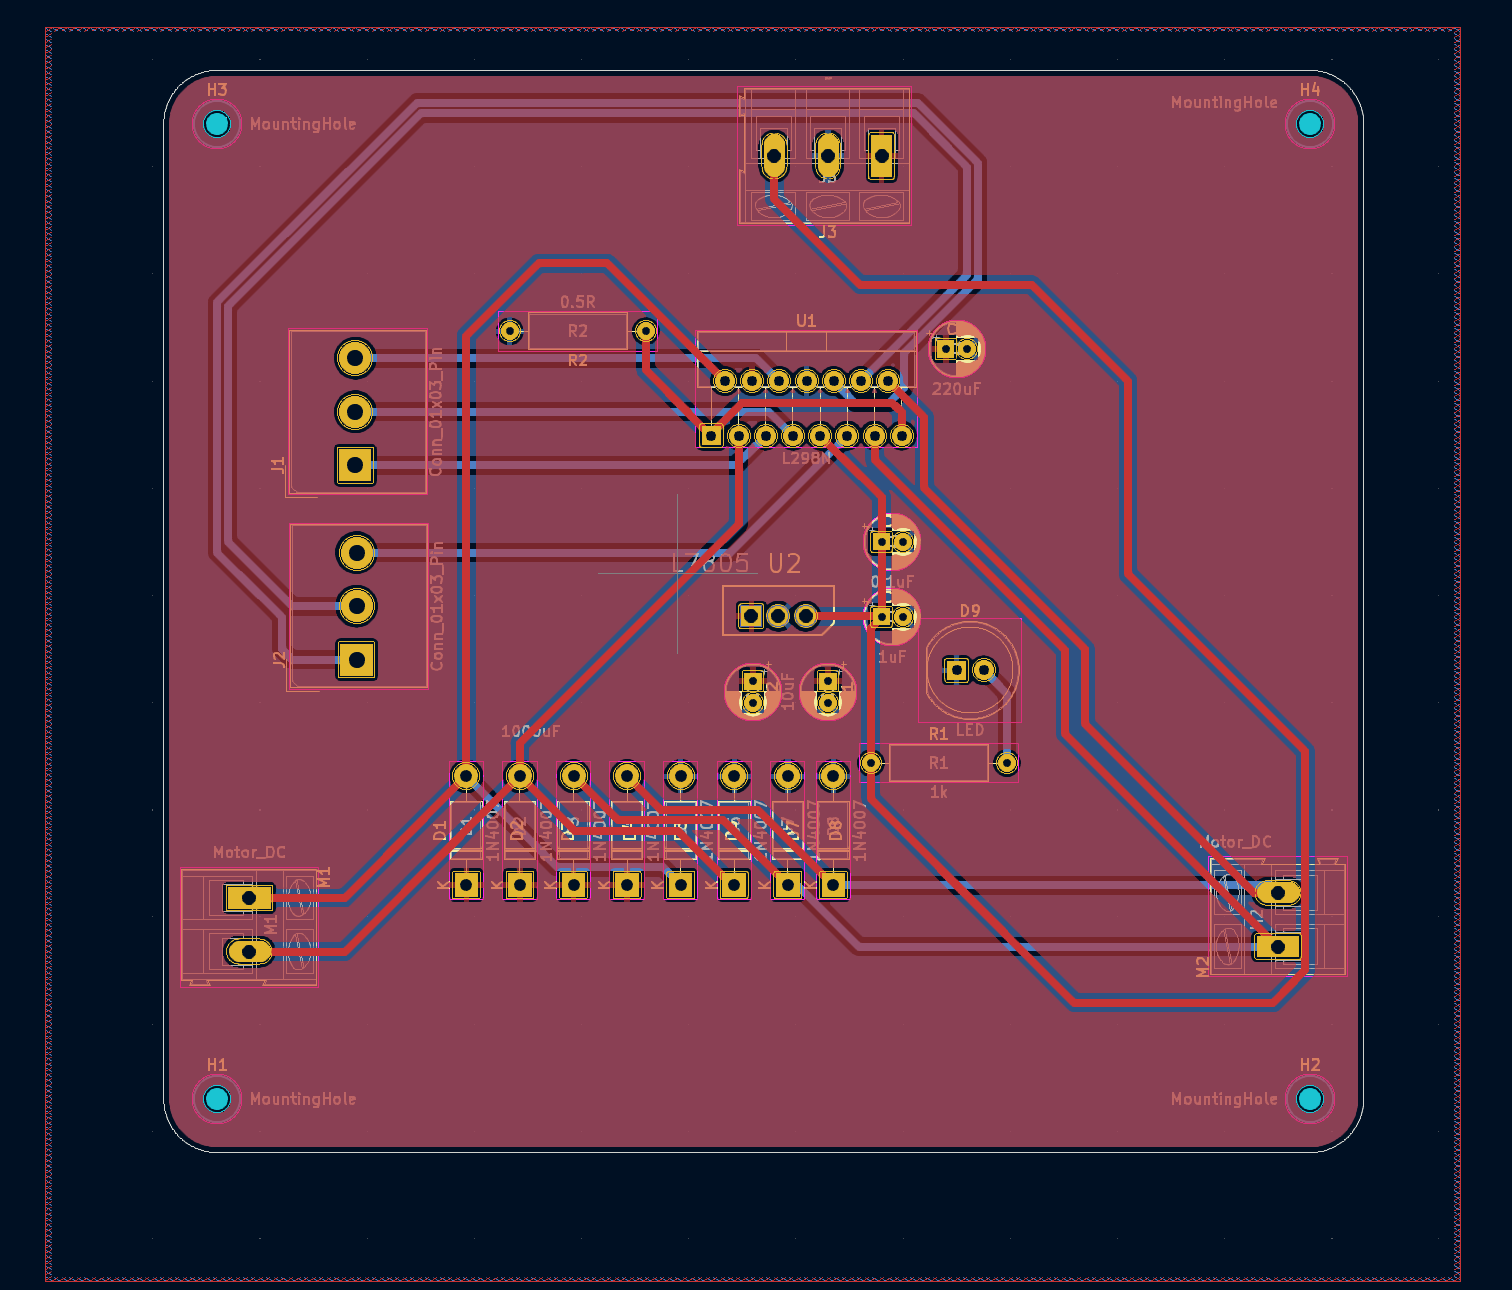 H3
MountingHole
MountingHole
H4
J3
0.5R
R2
R2
U1
C
220uF
Conn_01x03_Pin
J1
L298N
L7805
U2
0.1uF
1uF
Conn_01x03_Pin
J2
10uF
D9
LED
1000uF
R1
R1
1k
D1
1N4007
D2
1N4007
1N4007
1N4007
1N4007
1N4007
D8
1N4007
K
K
K
K
K
K
K
K
Motor_DC
M1
M1
Motor_DC
M2
H1
MountingHole
MountingHole
H2